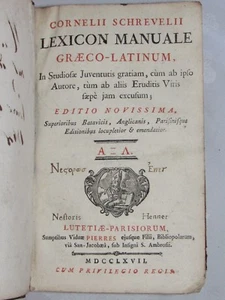 CORNELII SCHREVELII
LEXICON MANUALE
GRÆCO-LATINUM,
In Studiosæ Juventutis gratiam, cùm ab ipso
Autore, tùm ab aliis Eruditis Viris
sæpè jam excusum;
EDITIO NOVISSIMA,
Superioribus Batavicis, Anglicanis, Parisiisque
Editionibus locupletior & emendatior.
Nestoris Henner
LUTETIÆ-PARISIORUM,
Sumptibus Viduæ PIERRES ejusque Filii, Bibliopolarum,
viâ San-Jacobæâ, sub Insigni S. Ambrosii.
MDCCLXVII.
CUM PRIVILEGIO REGIS.